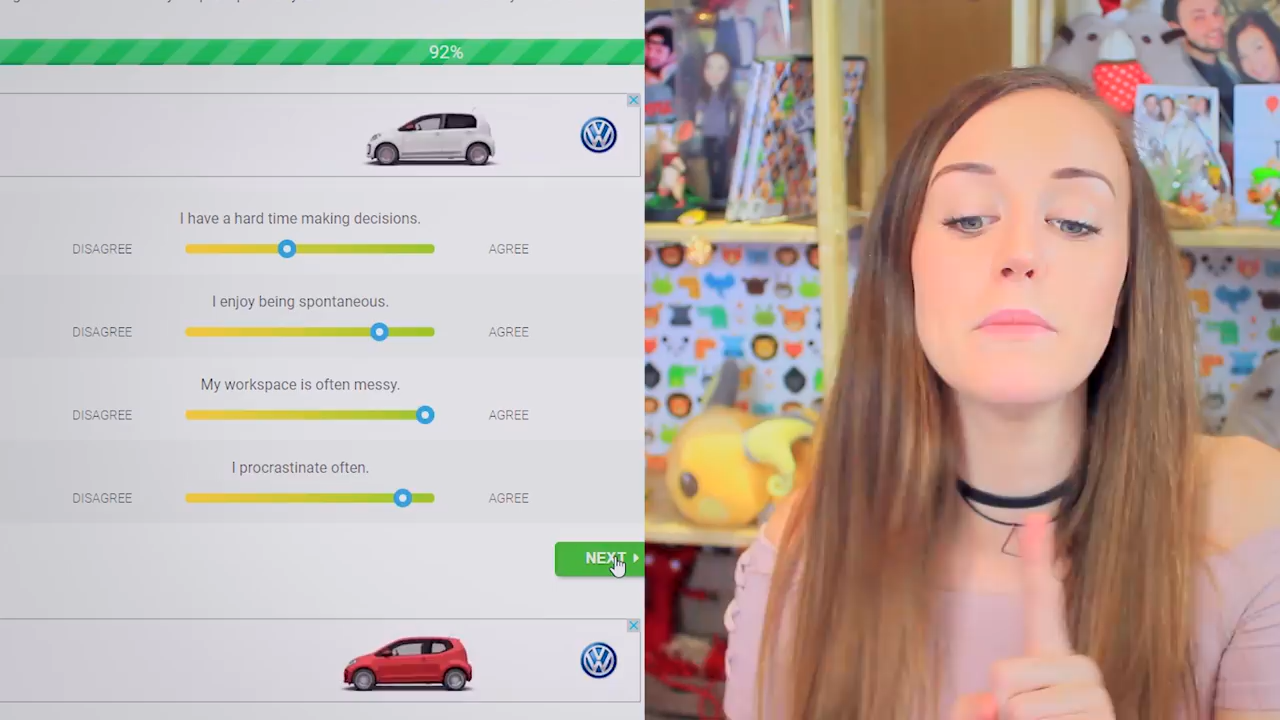 92%
I have a hard time making decisions.
DISAGREE AGREE
I enjoy being spontaneous.
DISAGREE AGREE
My workspace is often messy.
DISAGREE AGREE
I procrastinate often.
DISAGREE AGREE
NEXT